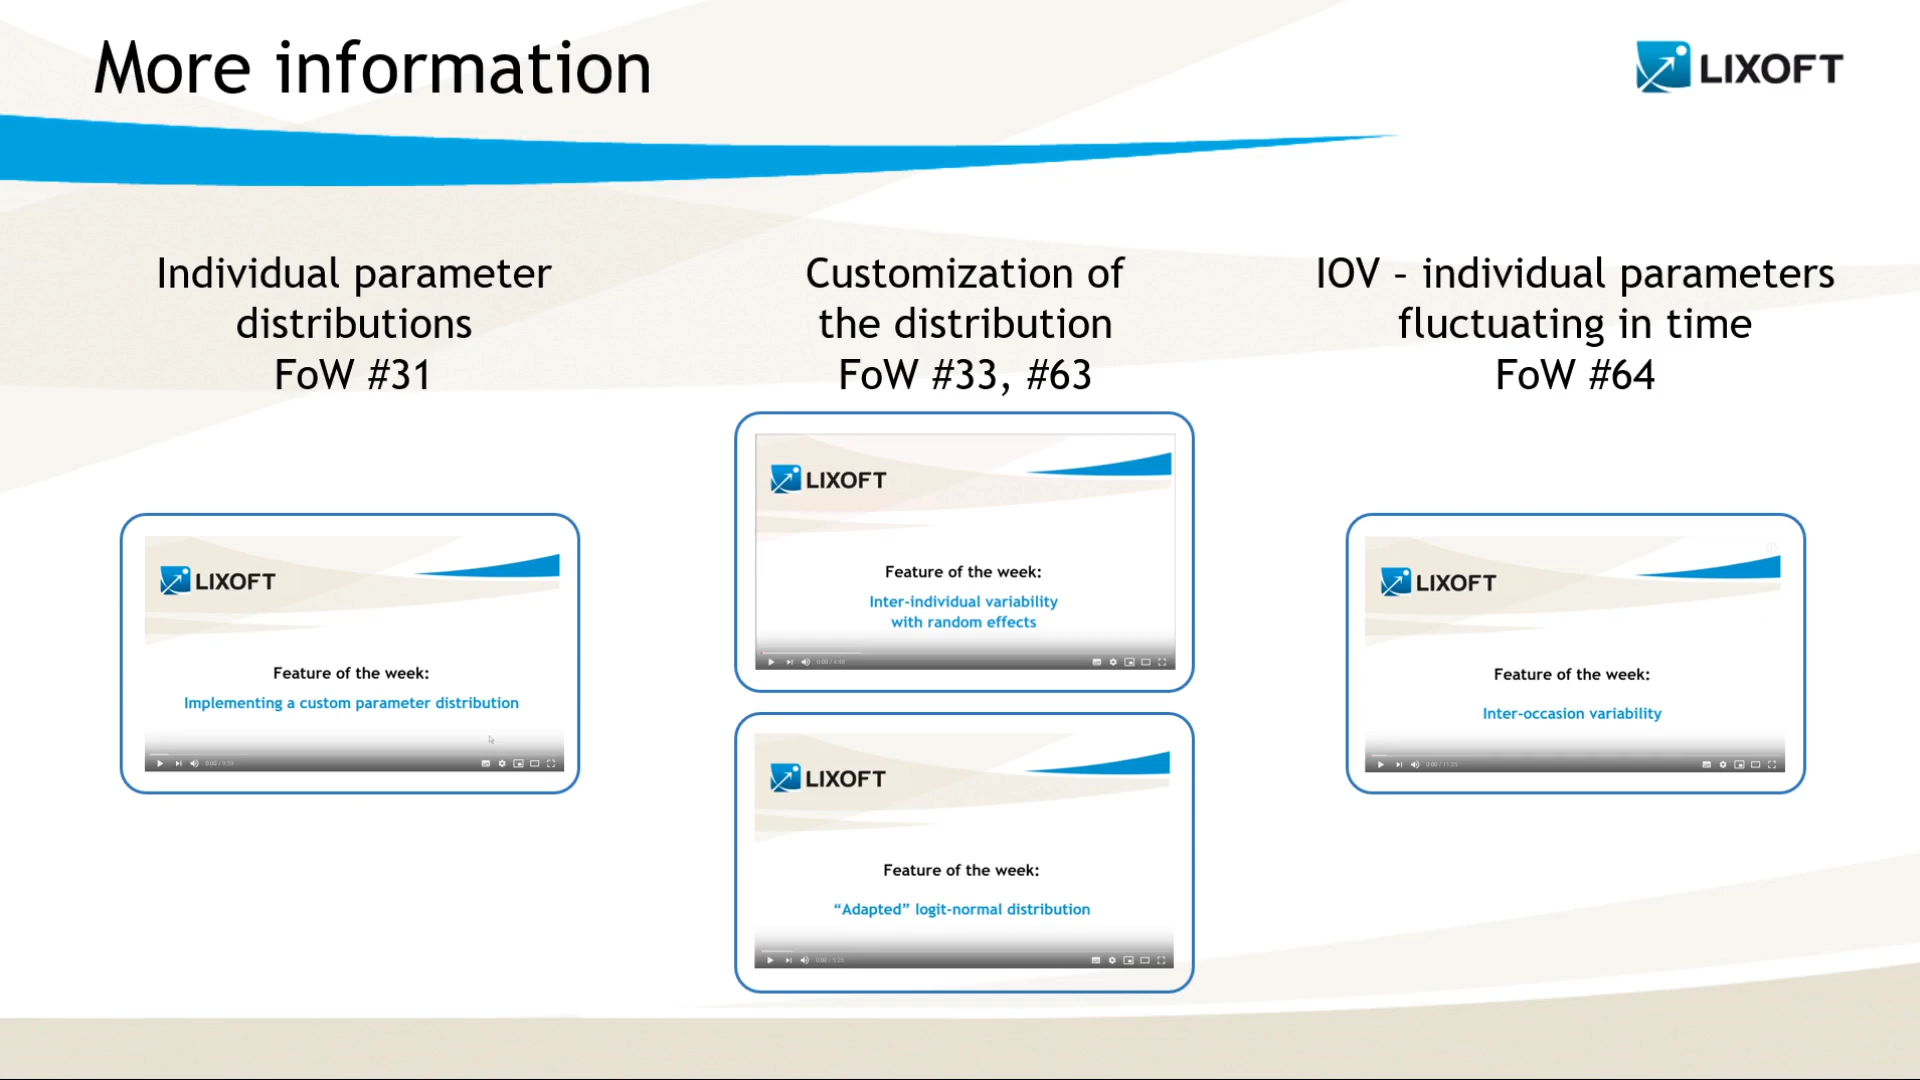 More information
LIXOFT
Individual parameter
distributions
FoW #31
LIXOFT
Feature of the week:
Implementing a custom parameter distribution
Customization of
the distribution
FoW #33, #63
LIXOFT
Feature of the week:
Inter-individual variability
with random effects
LIXOFT
Feature of the week:
“Adapted” logit-normal distribution
IOV – individual parameters
fluctuating in time
FoW #64
LIXOFT
Feature of the week:
Inter-occasion variability